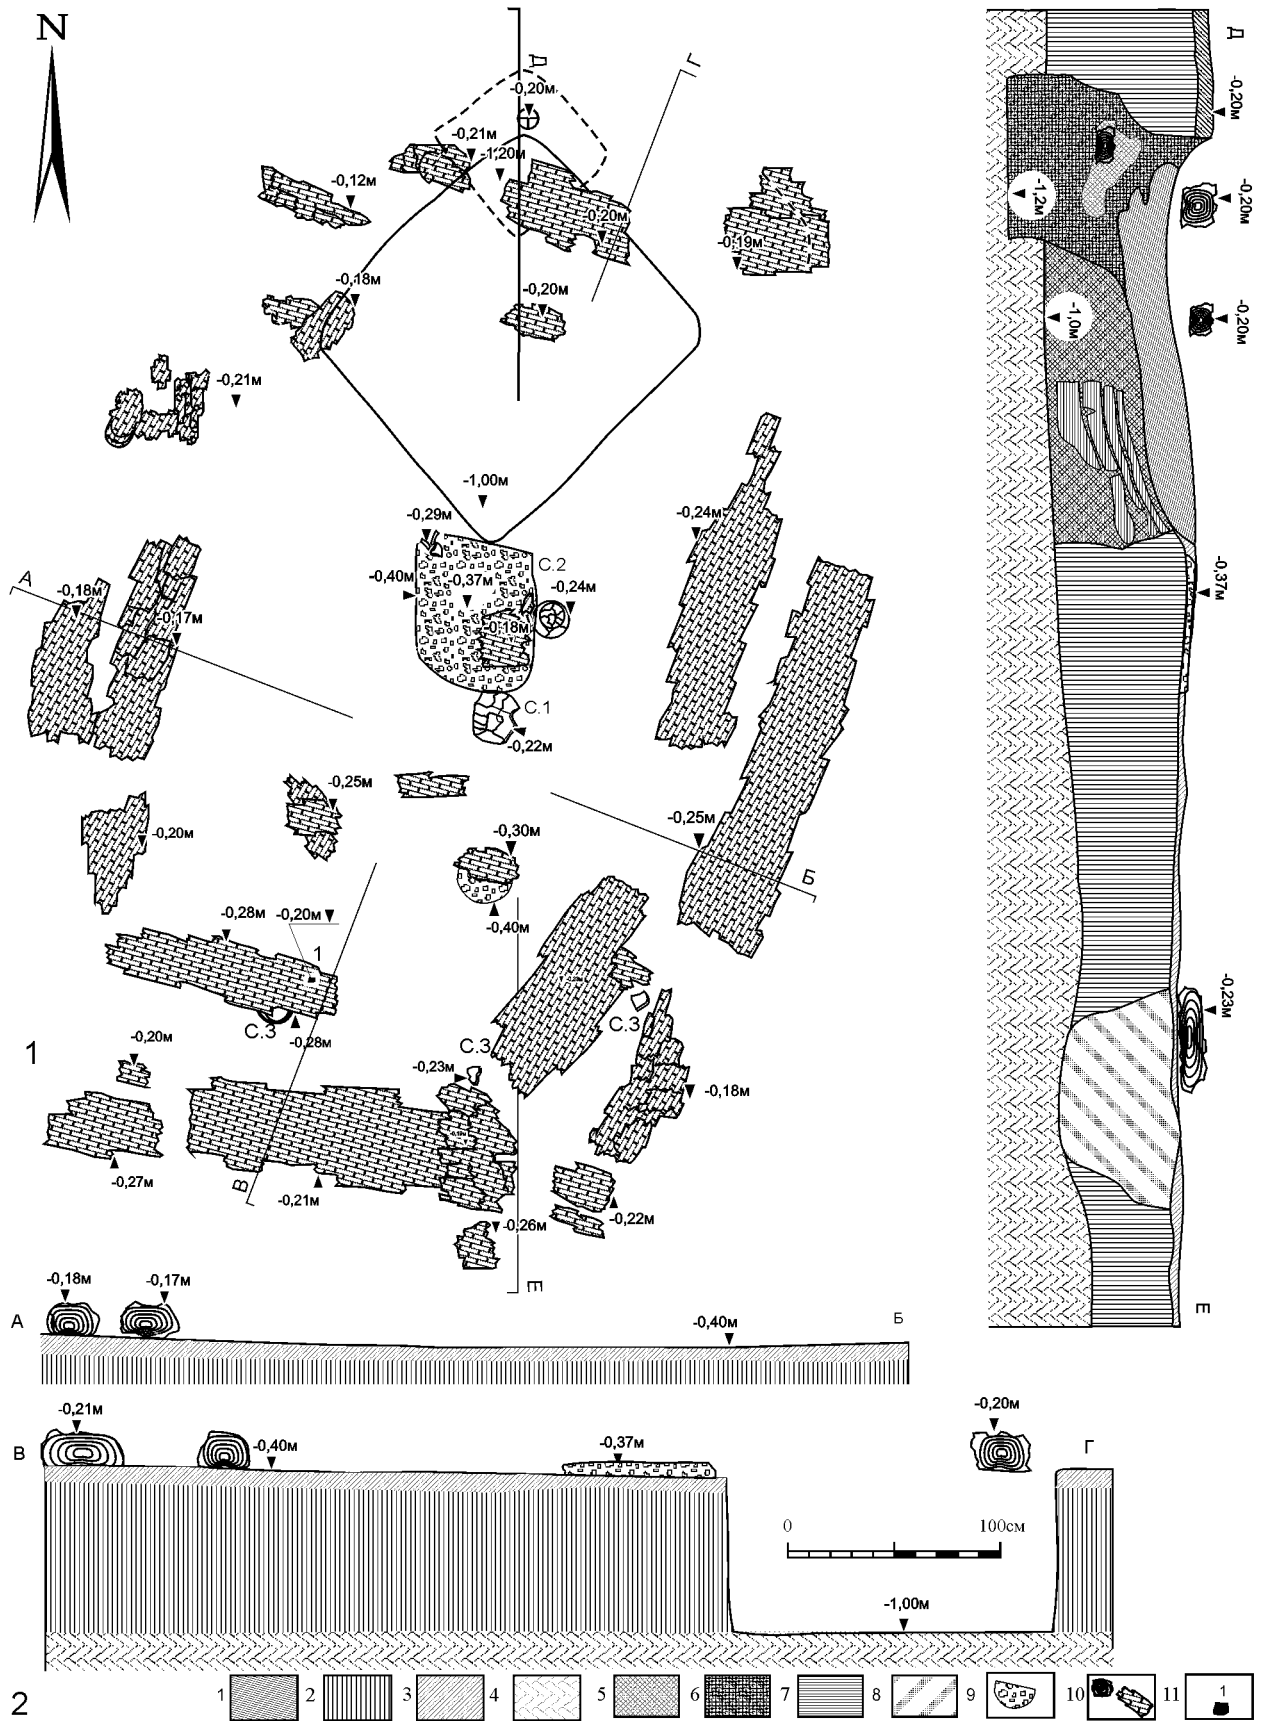 N
Д
Г
-0,20м
-0,21м
-1,20м
-0,12м
-0,20м
-0,19м
-0,18м
-0,20м
-0,21м
-1,00м
-0,29м
-0,24м
С.2
-0,40м
-0,37м
-0,24м
А
-0,18м
-0,17м
-0,18м
С.1
-0,22м
-0,25м
-0,20м
-0,25м
-0,30м
Б
-0,40м
-0,28м
-0,20м
1
С.3
-0,28м
С.3
С.3
-0,20м
-0,23м
-0,18м
1
-0,27м
В
-0,21м
-0,22м
-0,26м
Е
Д
-0,20м
-1,2м
-0,20м
-1,0м
-0,20м
-0,37м
-0,23м
Е
А
-0,18м
-0,17м
-0,40м
Б
В
-0,21м
-0,40м
-0,37м
-0,20м
Г
0
100см
-1,00м
2
1 2 3 4 5 6 7 8 9 10 11
1